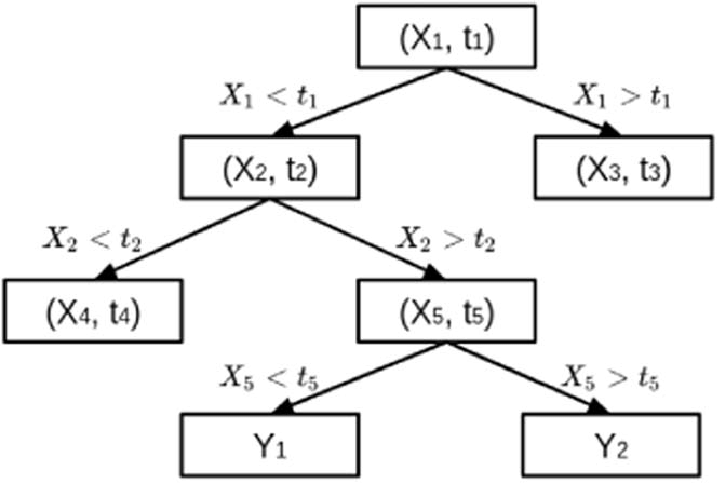 (X₁, t₁)
X₁ < t₁
X₁ > t₁
(X₂, t₂)
(X₃, t₃)
X₂ < t₂
X₂ > t₂
(X₄, t₄)
(X₅, t₅)
X₅ < t₅
X₅ > t₅
Y₁
Y₂